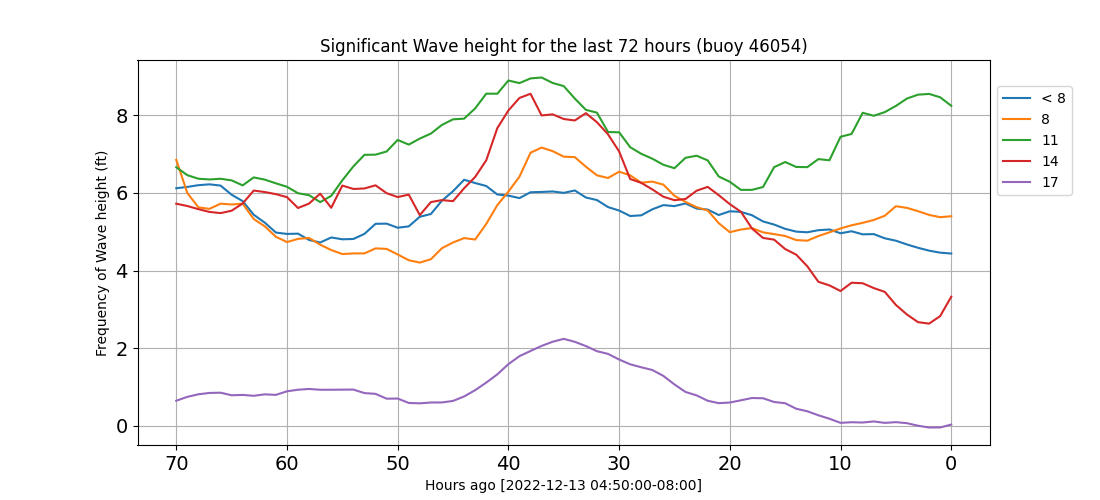 Significant Wave height for the last 72 hours (buoy 46054)
Frequency of Wave height (ft)
8
6
4
2
0
70 60 50 40 30 20 10 0
Hours ago [2022-12-13 04:50:00-08:00]
< 8
8
11
14
17